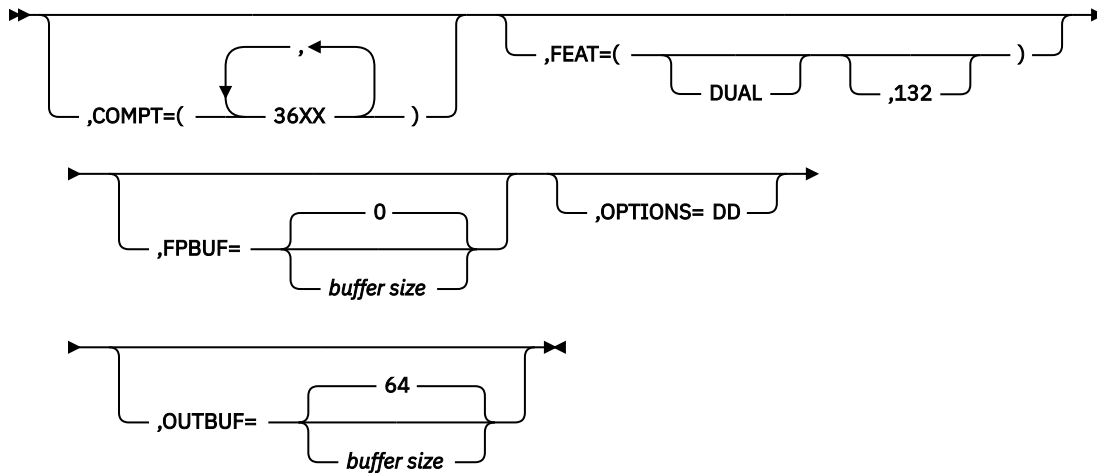 ,
,COMPT=( 36XX )
,FEAT=( DUAL ,132 )
0
,FPBUF=
buffer size
,OPTIONS= DD
64
,OUTBUF=
buffer size